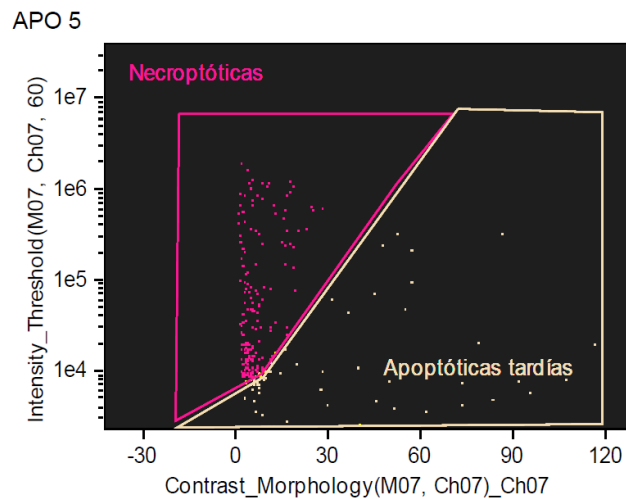 APO 5
Necroptóticas
Apoptóticas tardías
Intensity_Threshold(M07, Ch07, 60)
1e7
1e6
1e5
1e4
-30 0 30 60 90 120
Contrast_Morphology(M07, Ch07)_Ch07